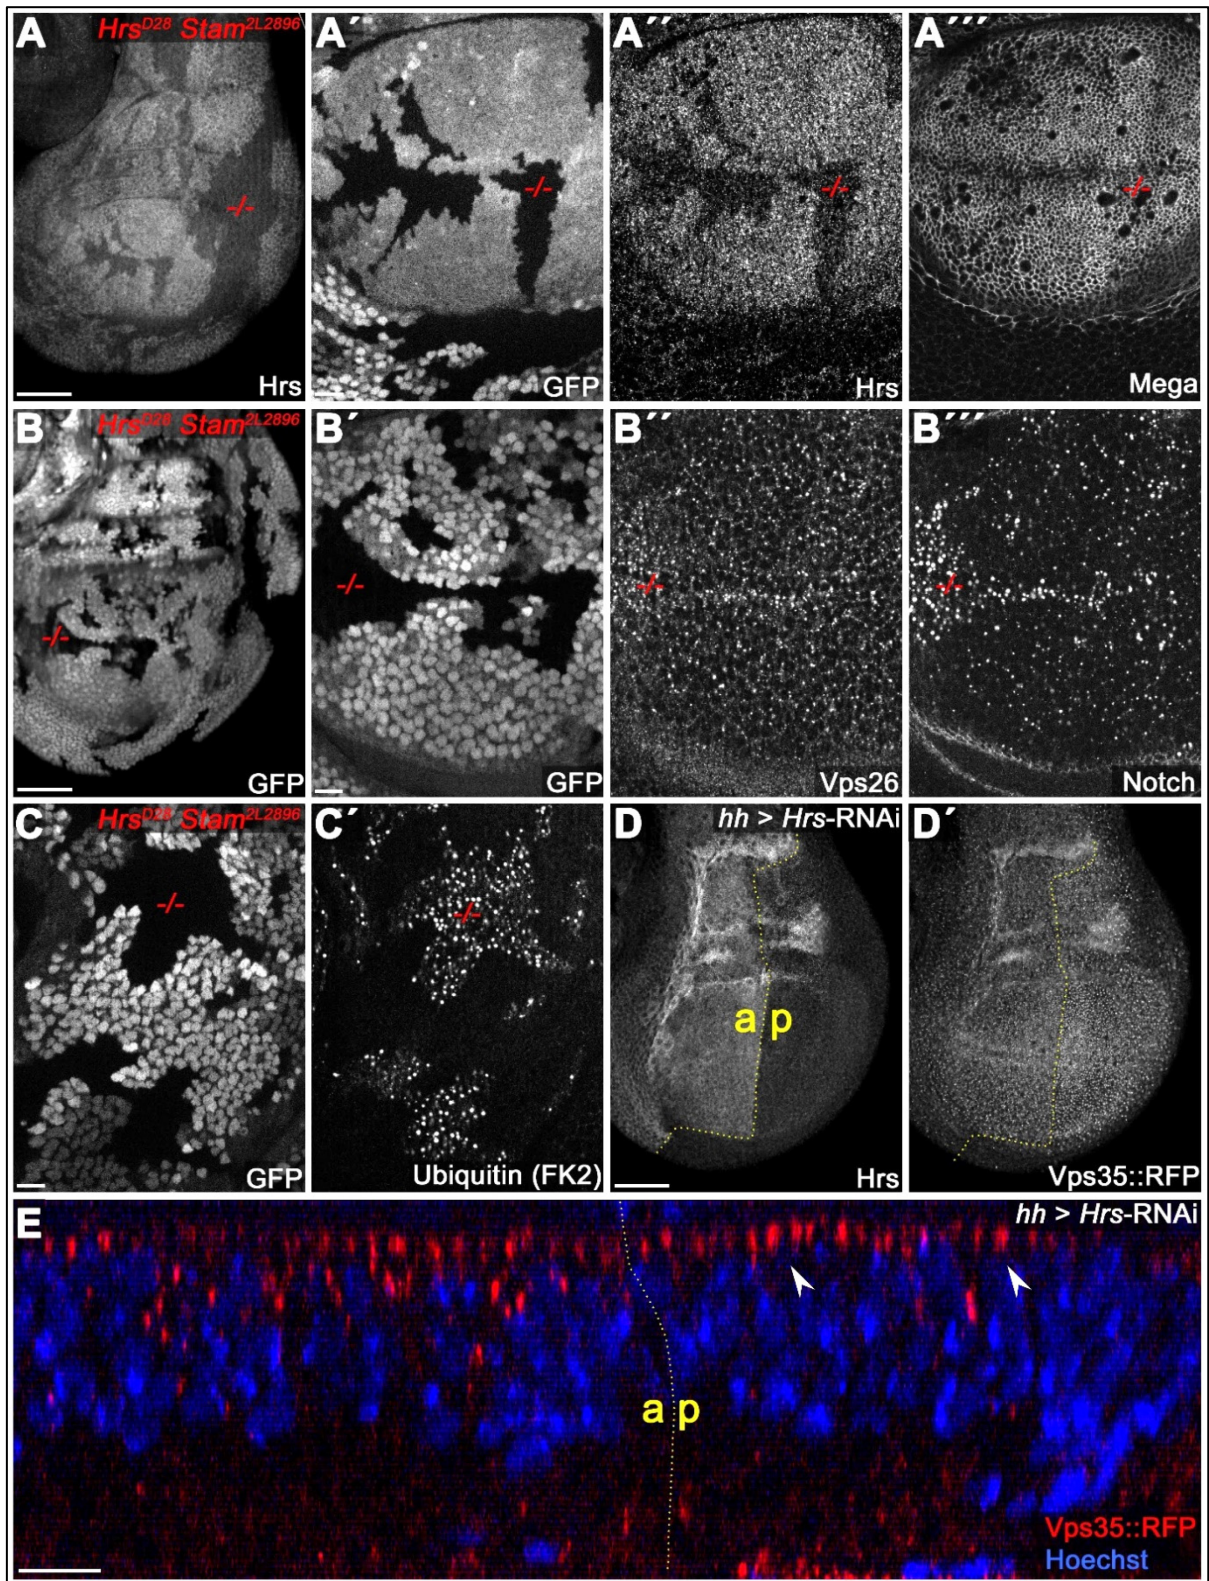 A Hrs^D28 Stam^2L2896
-/-
Hrs
A´
-/-
GFP
A´´
-/-
Hrs
A´´´
-/-
Mega
B Hrs^D28 Stam^2L2896
-/-
GFP
B´
-/-
GFP
B´´
-/-
Vps26
B´´´
-/-
Notch
C Hrs^D28 Stam^2L2896
-/-
GFP
C´
-/-
Ubiquitin (FK2)
D hh > Hrs-RNAi
a p
Hrs
D´
Vps35::RFP
E hh > Hrs-RNAi
a p
Vps35::RFP
Hoechst